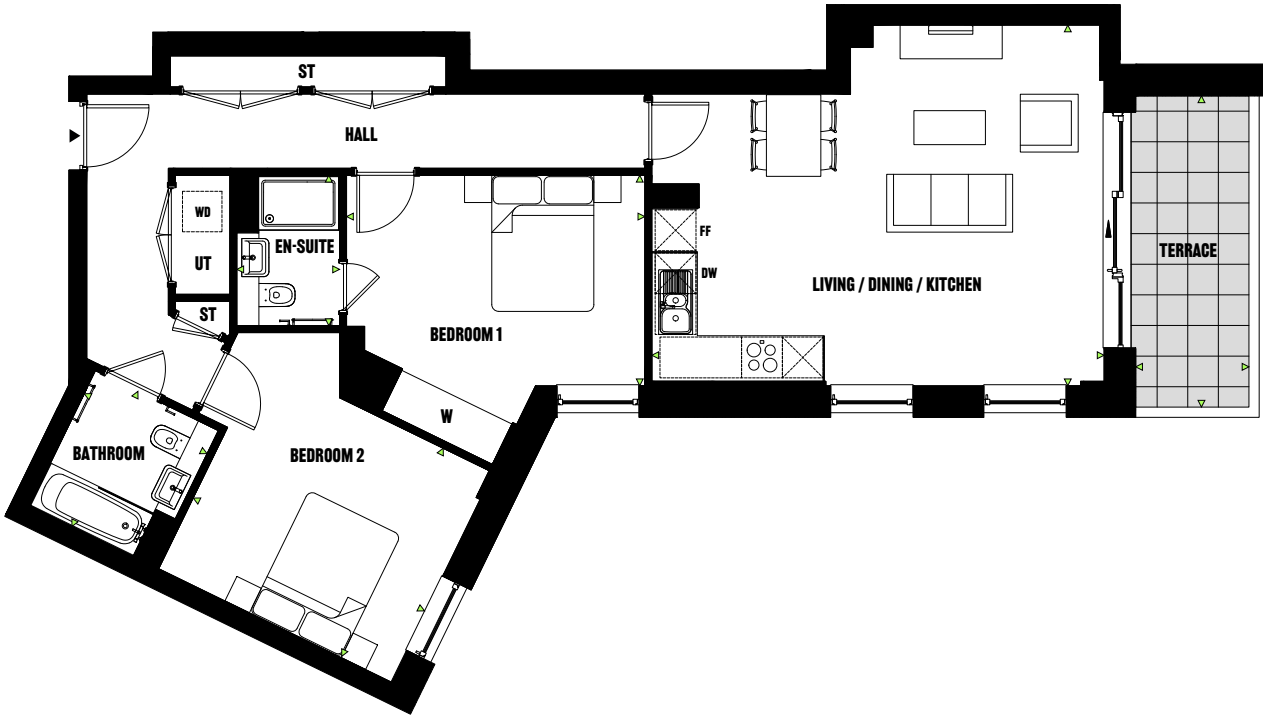 ST
HALL
WD
UT
EN-SUITE
ST
FF
DW
TERRACE
LIVING / DINING / KITCHEN
BEDROOM 1
W
BATHROOM
BEDROOM 2